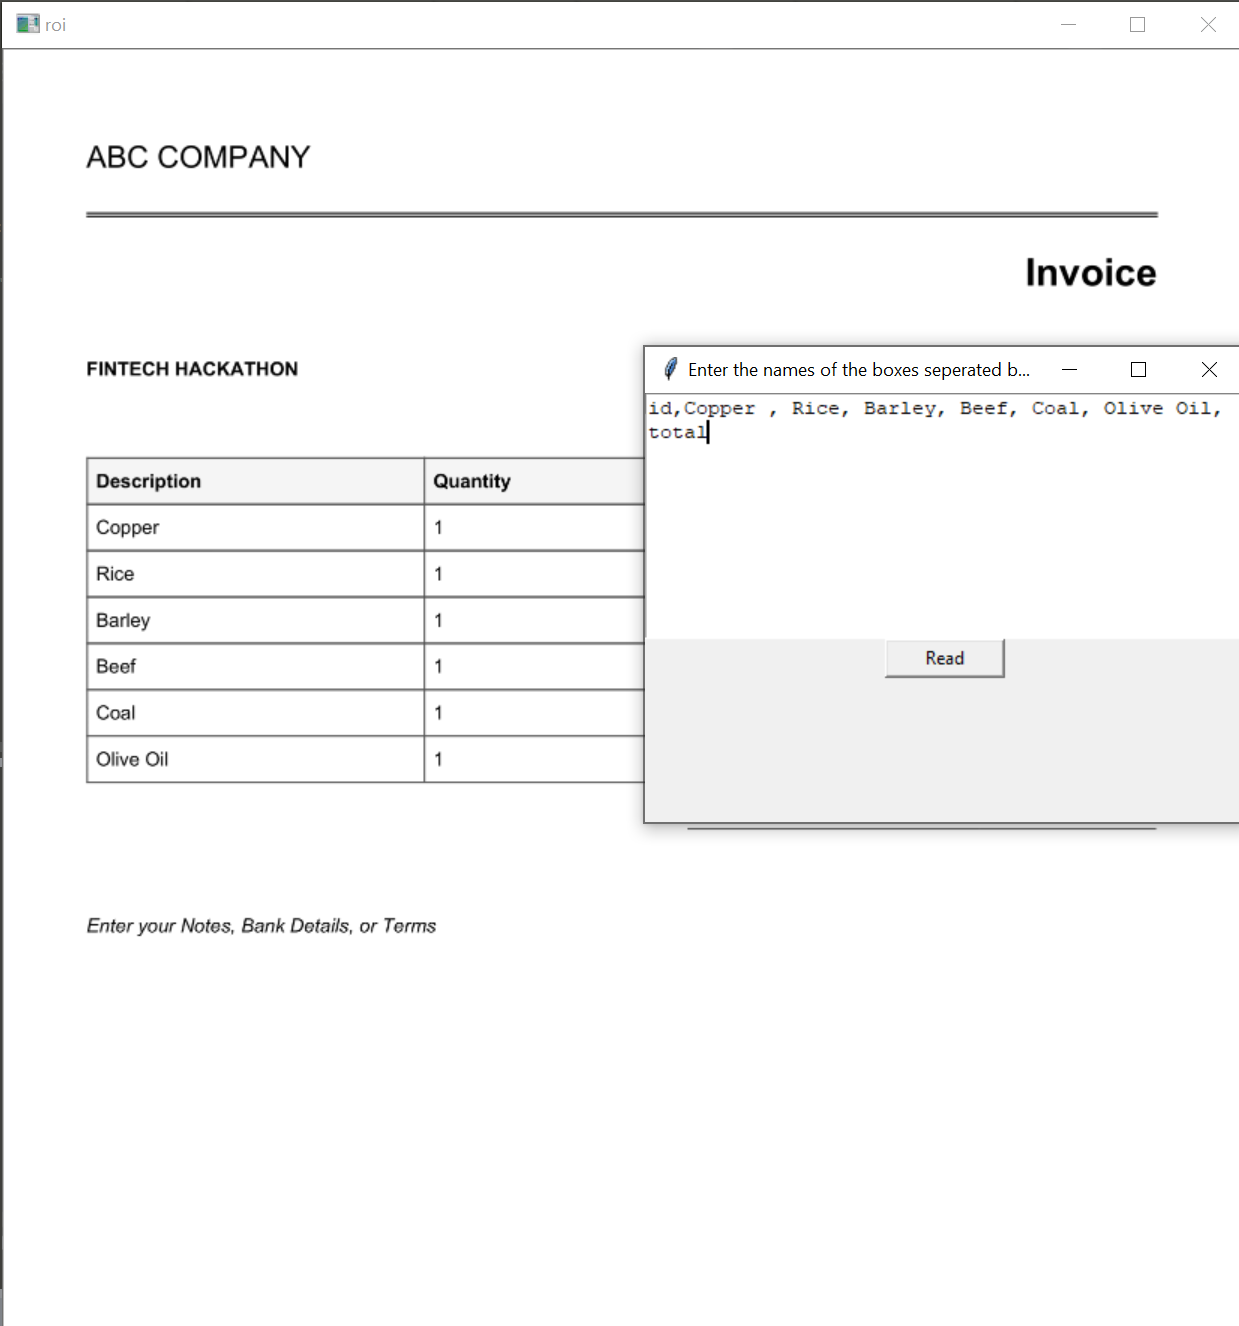 roi
ABC COMPANY
Invoice
FINTECH HACKATHON
Enter the names of the boxes seperated b...
id,Copper , Rice, Barley, Beef, Coal, Olive Oil,
total
Read
Description Quantity
Copper 1
Rice 1
Barley 1
Beef 1
Coal 1
Olive Oil 1
Enter your Notes, Bank Details, or Terms